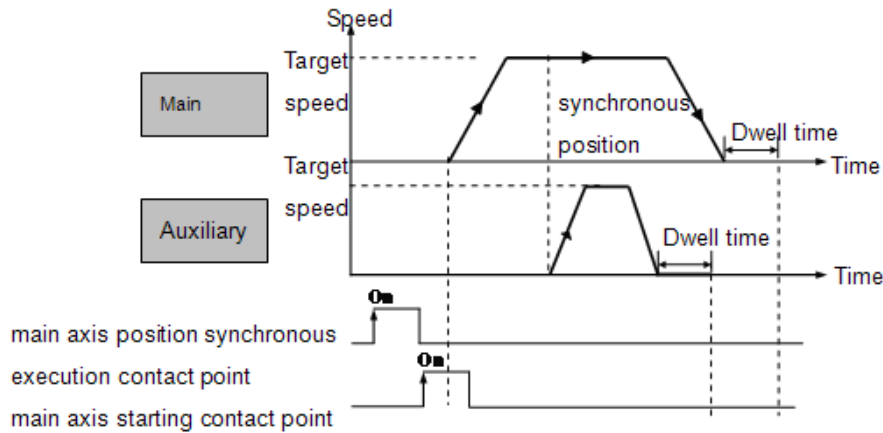 Speed
Target
speed
Main
synchronous
position
Dwell time
Target
Time
speed
Auxiliary
Dwell time
Time
On
main axis position synchronous
On
execution contact point
main axis starting contact point